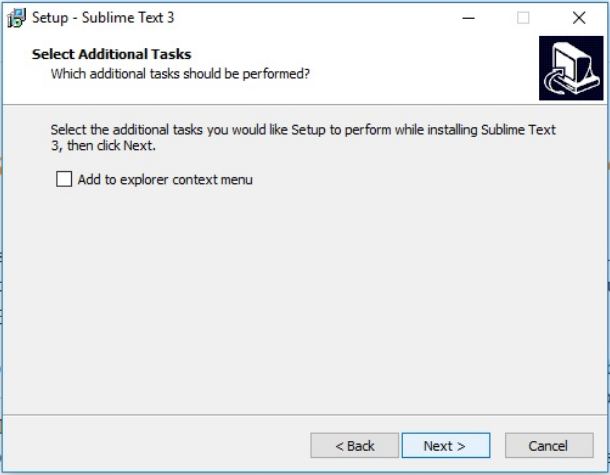 Setup - Sublime Text 3
Select Additional Tasks
Which additional tasks should be performed?
Select the additional tasks you would like Setup to perform while installing Sublime Text
3, then click Next.
Add to explorer context menu
< Back
Next >
Cancel